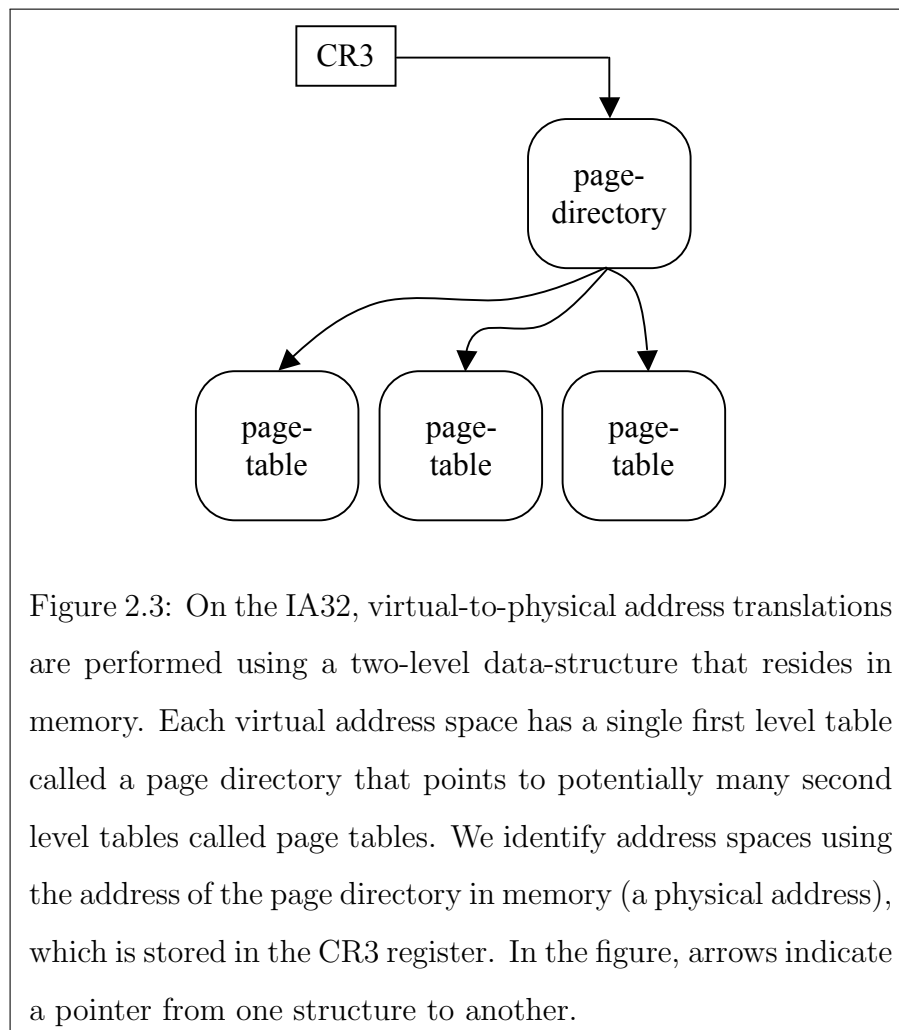 CR3
page-
directory
page-
table
page-
table
page-
table
Figure 2.3: On the IA32, virtual-to-physical address translations
are performed using a two-level data-structure that resides in
memory. Each virtual address space has a single first level table
called a page directory that points to potentially many second
level tables called page tables. We identify address spaces using
the address of the page directory in memory (a physical address),
which is stored in the CR3 register. In the figure, arrows indicate
a pointer from one structure to another.